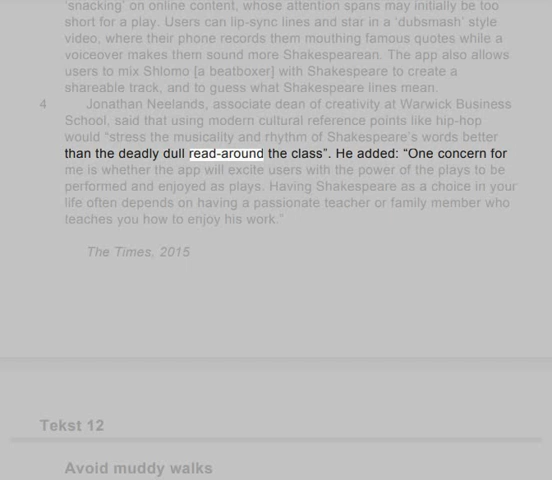 'snacking' on online content, whose attention spans may initially be too
short for a play. Users can lip-sync lines and star in a 'dubsmash' style
video, where their phone records them mouthing famous quotes while a
voiceover makes them sound more Shakespearean. The app also allows
users to mix Shlomo [a beatboxer] with Shakespeare to create a
shareable track, and to guess what Shakespeare lines mean.
4 Jonathan Neelands, associate dean of creativity at Warwick Business
School, said that using modern cultural reference points like hip-hop
would "stress the musicality and rhythm of Shakespeare's words better
than the deadly dull read-around the class". He added: "One concern for
me is whether the app will excite users with the power of the plays to be
performed and enjoyed as plays. Having Shakespeare as a choice in your
life often depends on having a passionate teacher or family member who
teaches you how to enjoy his work."
The Times, 2015
Tekst 12
Avoid muddy walks